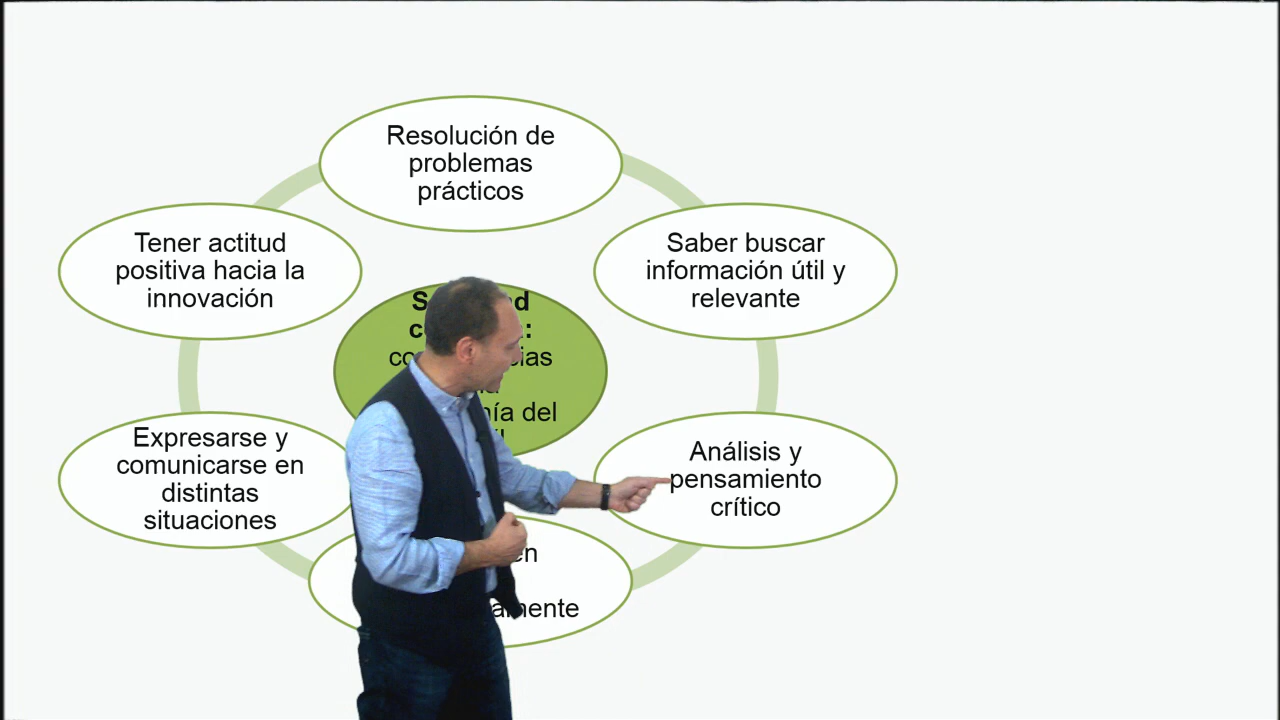 Resolución de
problemas
prácticos
Tener actitud
positiva hacia la
innovación
Saber buscar
información útil y
relevante
del
Expresarse y
comunicarse en
distintas
situaciones
Análisis y
pensamiento
crítico